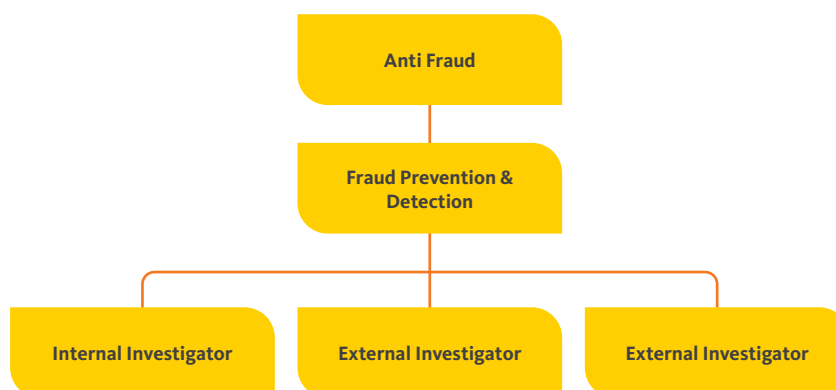 Anti Fraud
Fraud Prevention &
Detection
Internal Investigator
External Investigator
External Investigator